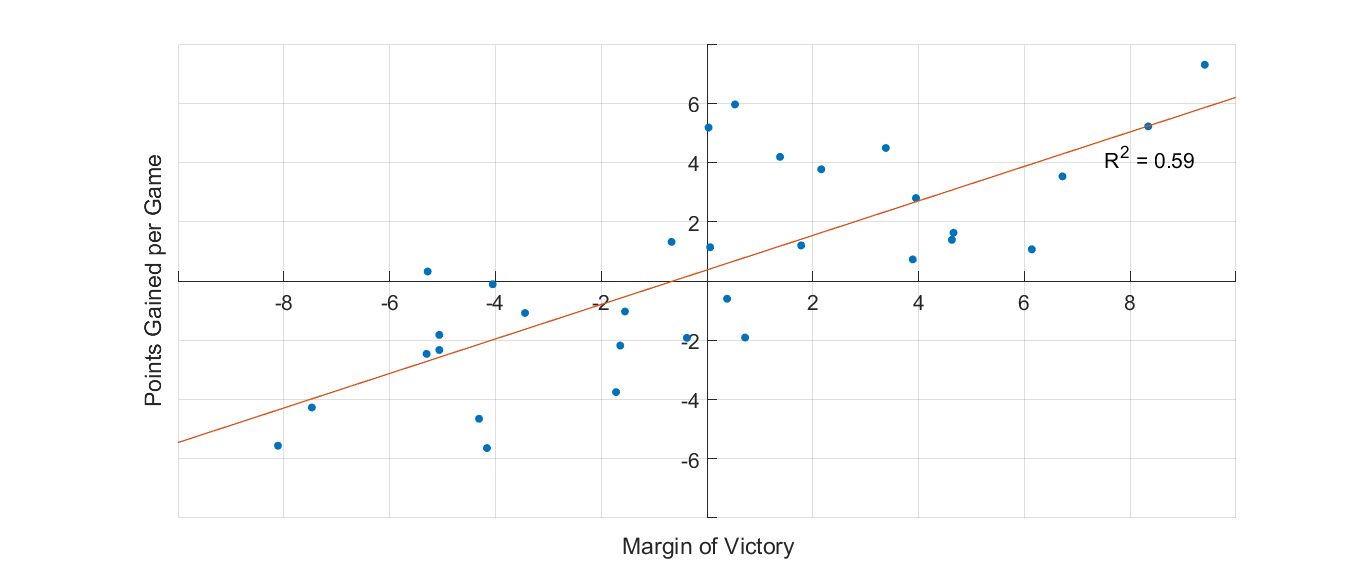 6
4
R² = 0.59
2
-8 -6 -4 -2 2 4 6 8
-2
-4
-6
Points Gained per Game
Margin of Victory